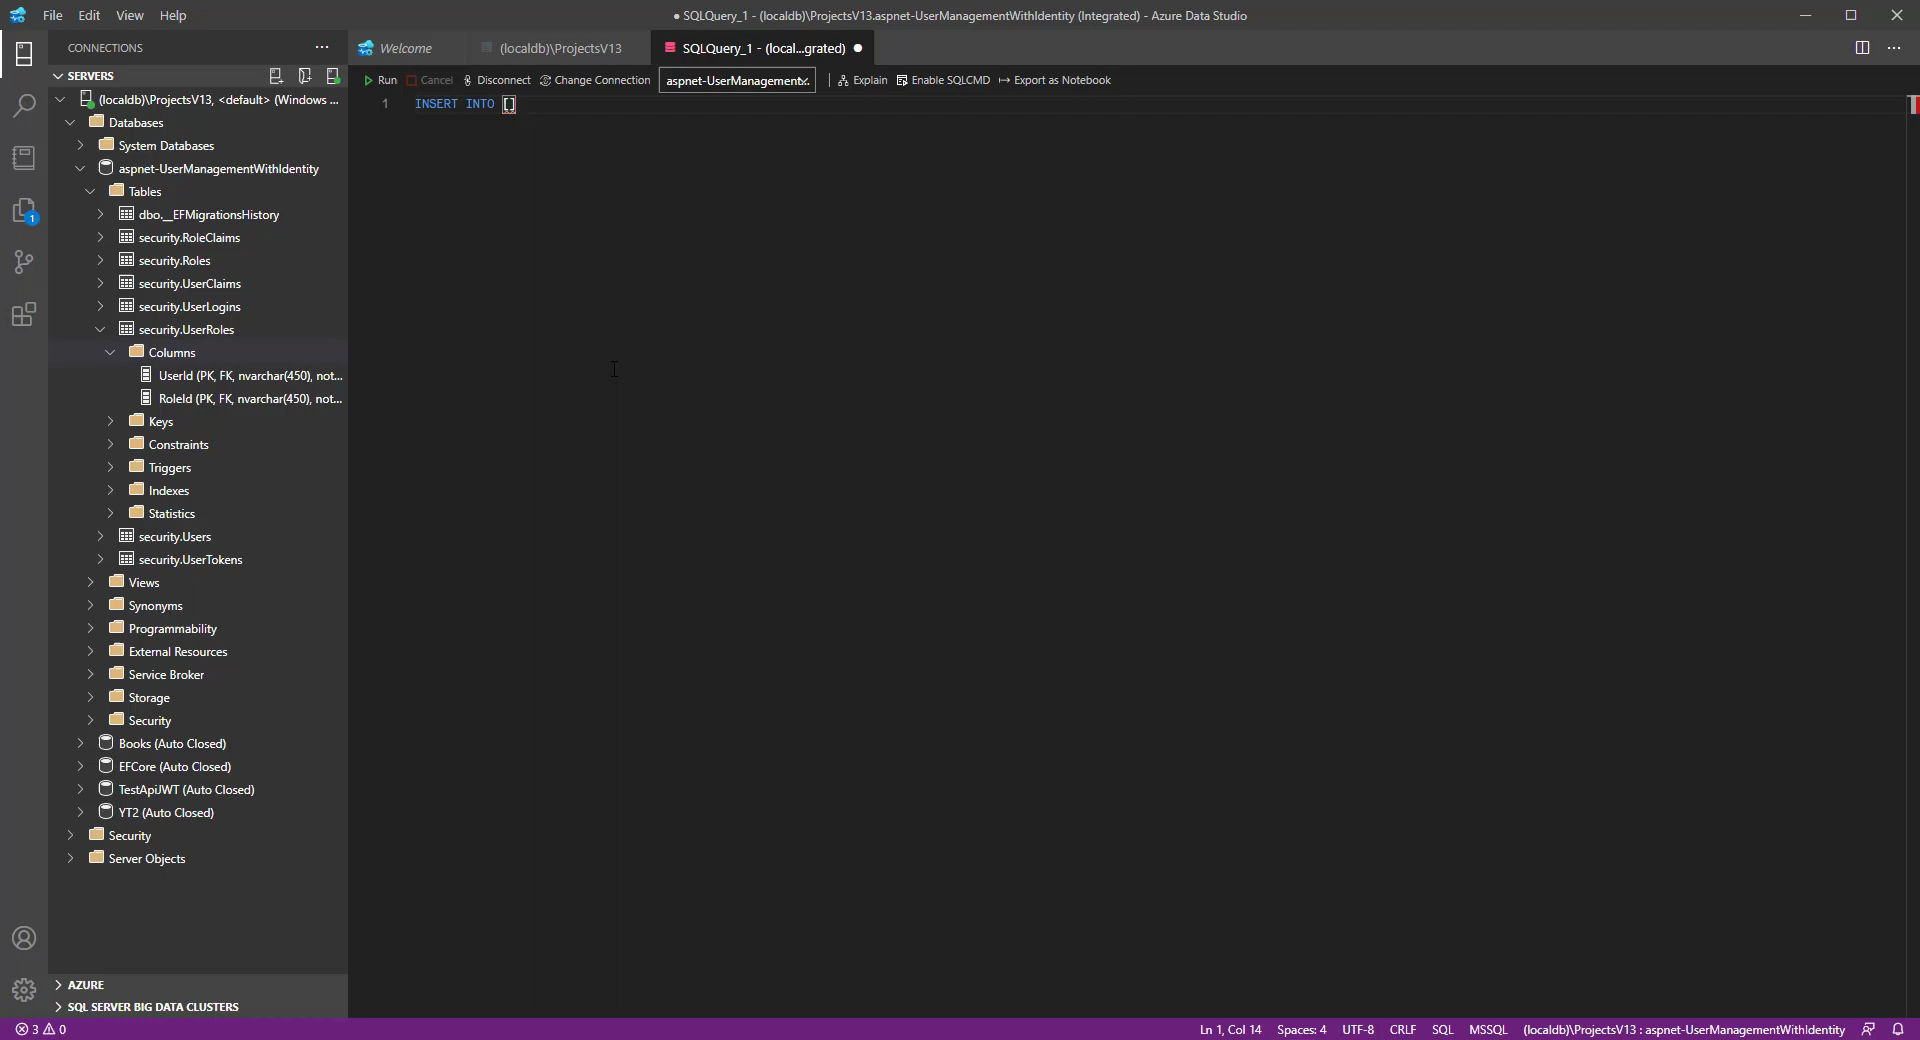 File Edit View Help
● SQLQuery_1 - (localdb)\ProjectsV13.aspnet-UserManagementWithIdentity (Integrated) - Azure Data Studio
CONNECTIONS
Welcome
(localdb)\ProjectsV13
SQLQuery_1 - (local...grated)
SERVERS
Run Cancel Disconnect Change Connection aspnet-UserManagement... Explain Enable SQLCMD Export as Notebook
1 INSERT INTO []
(localdb)\ProjectsV13, <default> (Windows ...
Databases
System Databases
aspnet-UserManagementWithIdentity
Tables
dbo.__EFMigrationsHistory
security.RoleClaims
security.Roles
security.UserClaims
security.UserLogins
security.UserRoles
Columns
UserId (PK, FK, nvarchar(450), not...
RoleId (PK, FK, nvarchar(450), not...
Keys
Constraints
Triggers
Indexes
Statistics
security.Users
security.UserTokens
Views
Synonyms
Programmability
External Resources
Service Broker
Storage
Security
Books (Auto Closed)
EFCore (Auto Closed)
TestApiJWT (Auto Closed)
YT2 (Auto Closed)
Security
Server Objects
1
AZURE
SQL SERVER BIG DATA CLUSTERS
3 0
Ln 1, Col 14 Spaces: 4 UTF-8 CRLF SQL MSSQL (localdb)\ProjectsV13 : aspnet-UserManagementWithIdentity